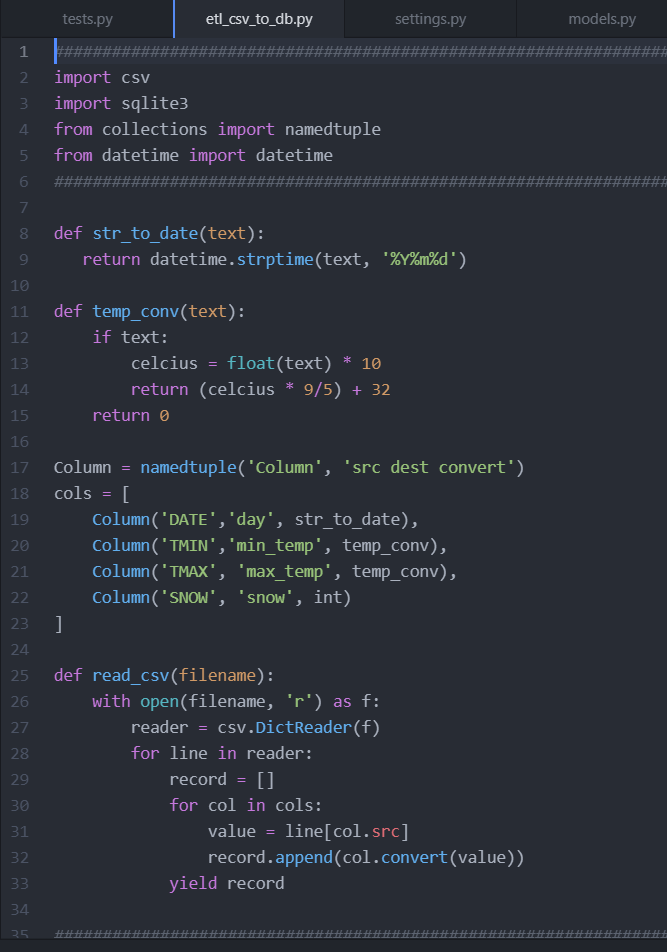 tests.py etl_csv_to_db.py settings.py models.py
1 ################################################################
2 import csv
3 import sqlite3
4 from collections import namedtuple
5 from datetime import datetime
6 ################################################################
7
8 def str_to_date(text):
9    return datetime.strptime(text, '%Y%m%d')
10
11 def temp_conv(text):
12     if text:
13         celcius = float(text) * 10
14         return (celcius * 9/5) + 32
15     return 0
16
17 Column = namedtuple('Column', 'src dest convert')
18 cols = [
19     Column('DATE','day', str_to_date),
20     Column('TMIN','min_temp', temp_conv),
21     Column('TMAX', 'max_temp', temp_conv),
22     Column('SNOW', 'snow', int)
23 ]
24
25 def read_csv(filename):
26     with open(filename, 'r') as f:
27         reader = csv.DictReader(f)
28         for line in reader:
29             record = []
30             for col in cols:
31                 value = line[col.src]
32                 record.append(col.convert(value))
33             yield record
34
35 ################################################################